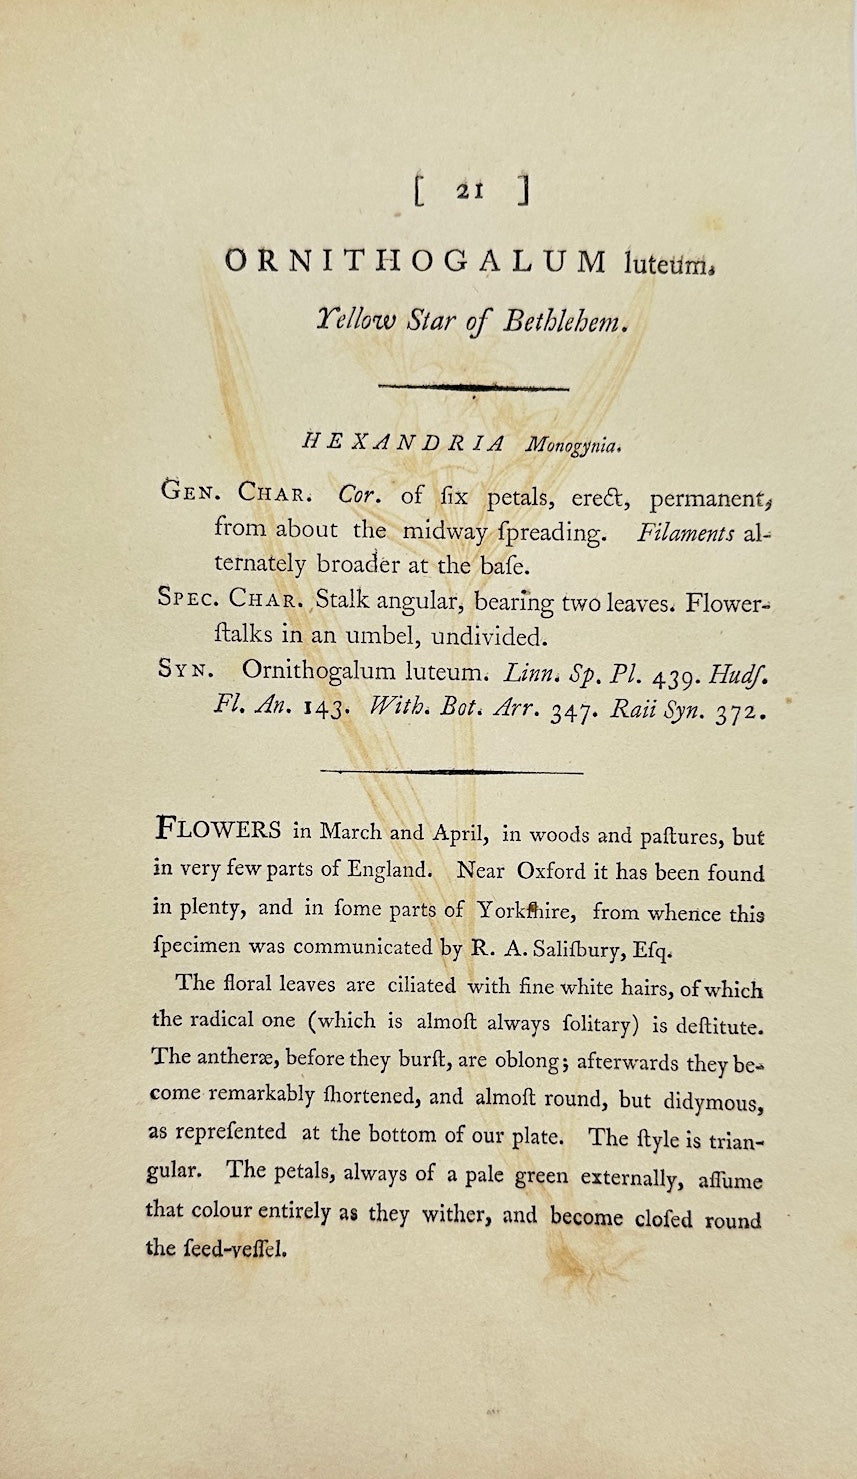 [ 21 ]
ORNITHOGALUM luteum.
Yellow Star of Bethlehem.
HEXANDRIA Monogynia.
GEN. CHAR. Cor. of ſix petals, erect, permanent,
from about the midway ſpreading. Filaments al-
ternately broader at the baſe.
SPEC. CHAR. Stalk angular, bearing two leaves. Flower-
ſtalks in an umbel, undivided.
SYN. Ornithogalum luteum. Linn. Sp. Pl. 439. Hudſ.
Fl. An. 143. With. Bot. Arr. 347. Raii Syn. 372.
FLOWERS in March and April, in woods and paſtures, but
in very few parts of England. Near Oxford it has been found
in plenty, and in ſome parts of Yorkſhire, from whence this
ſpecimen was communicated by R. A. Saliſbury, Eſq.
The floral leaves are ciliated with fine white hairs, of which
the radical one (which is almoſt always ſolitary) is deſtitute.
The antheræ, before they burſt, are oblong; afterwards they be-
come remarkably ſhortened, and almoſt round, but didymous,
as repreſented at the bottom of our plate. The ſtyle is trian-
gular. The petals, always of a pale green externally, aſſume
that colour entirely as they wither, and become cloſed round
the ſeed-veſſel.